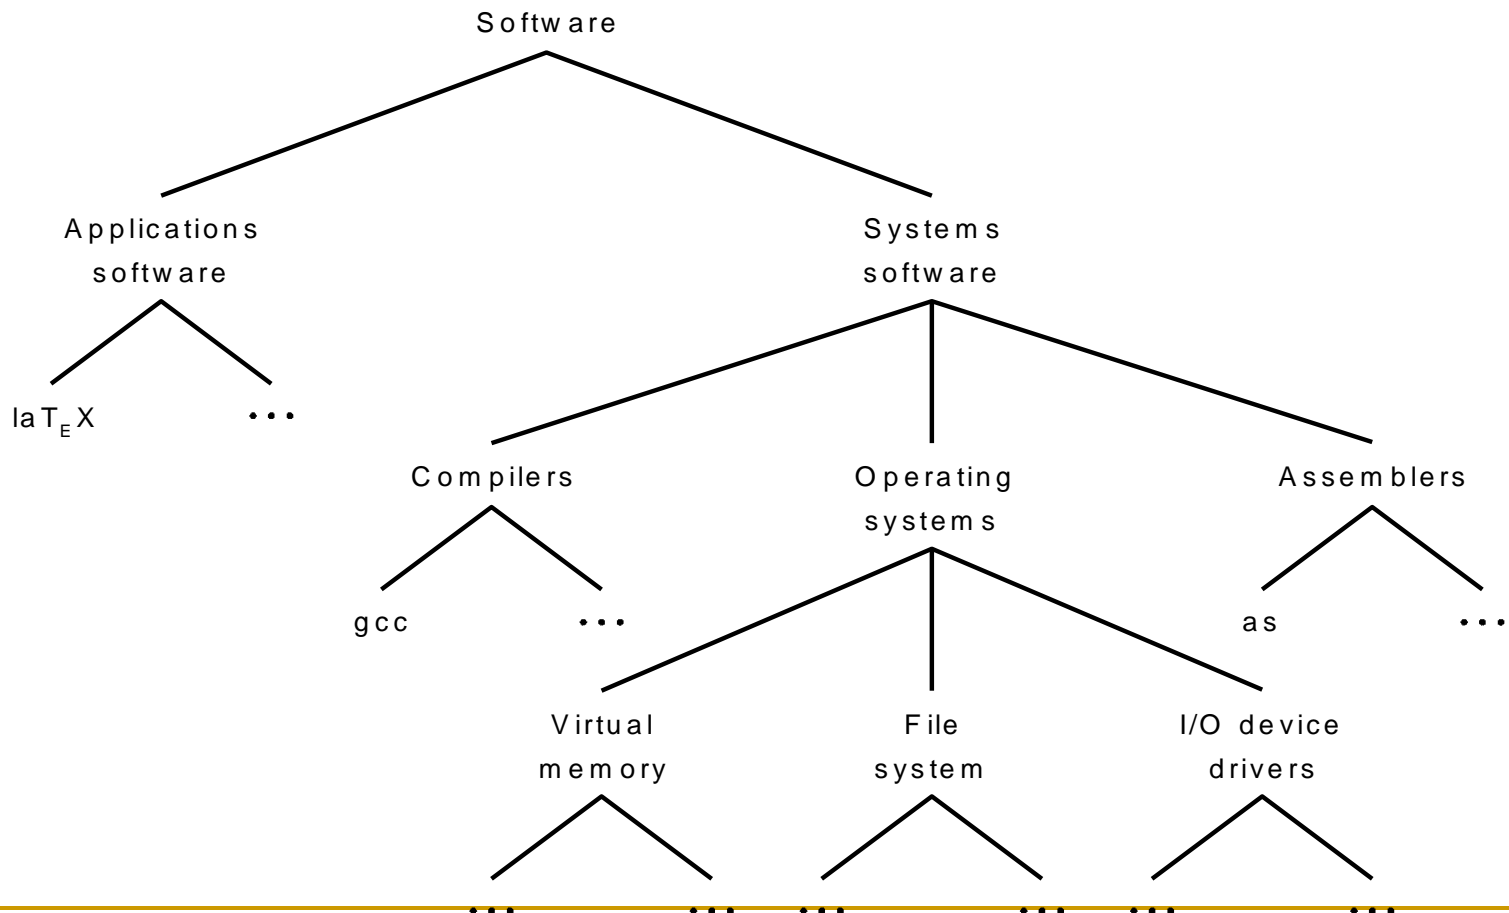 Software
Applications
software
Systems
software
laTEX
...
Compilers
Operating
systems
Assemblers
gcc
...
as
...
Virtual
memory
File
system
I/O device
drivers
... ... ... ... ... ...